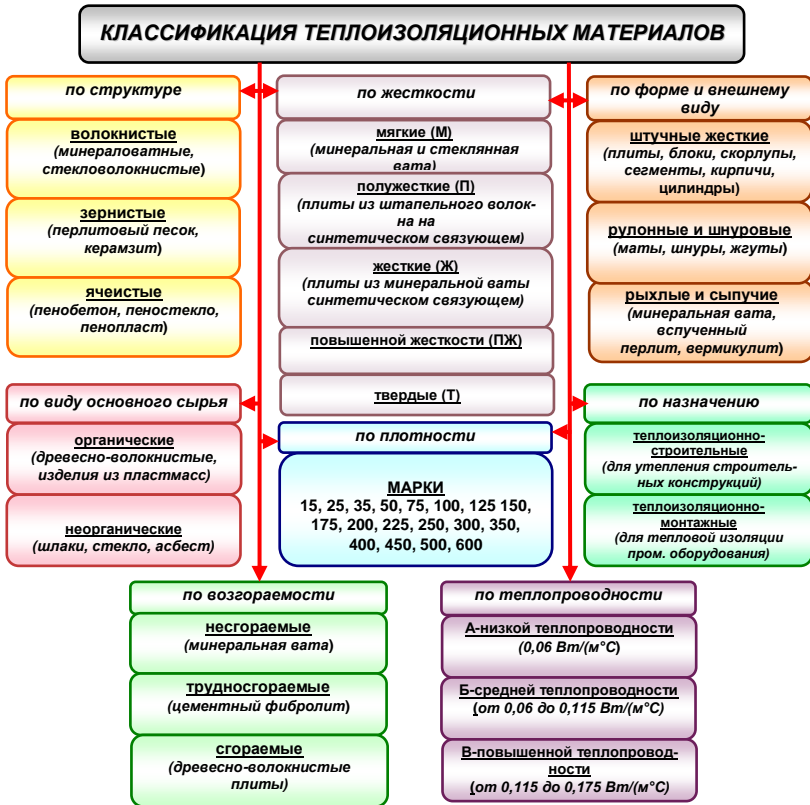 КЛАССИФИКАЦИЯ ТЕПЛОИЗОЛЯЦИОННЫХ МАТЕРИАЛОВ
по структуре
волокнистые
(минераловатные,
стекловолокнистые)
зернистые
(перлитовый песок,
керамзит)
ячеистые
(пенобетон, пеностекло,
пенопласт)
по жесткости
мягкие (М)
(минеральная и стеклянная
вата)
полужесткие (П)
(плиты из штапельного волок-
на на
синтетическом связующем)
жесткие (Ж)
(плиты из минеральной ваты
синтетическом связующем)
повышенной жесткости (ПЖ)
твердые (Т)
по форме и внешнему
виду
штучные жесткие
(плиты, блоки, скорлупы,
сегменты, кирпичи,
цилиндры)
рулонные и шнуровые
(маты, шнуры, жгуты)
рыхлые и сыпучие
(минеральная вата,
вспученный
перлит, вермикулит)
по виду основного сырья
органические
(древесно-волокнистые,
изделия из пластмасс)
неорганические
(шлаки, стекло, асбест)
по плотности
МАРКИ
15, 25, 35, 50, 75, 100, 125 150,
175, 200, 225, 250, 300, 350,
400, 450, 500, 600
по назначению
теплоизоляционно-
строительные
(для утепления строитель-
ных конструкций)
теплоизоляционно-
монтажные
(для тепловой изоляции
пром. оборудования)
по возгораемости
несгораемые
(минеральная вата)
трудносгораемые
(цементный фибролит)
сгораемые
(древесно-волокнистые
плиты)
по теплопроводности
А-низкой теплопроводности
(0,06 Вт/(м°С)
Б-средней теплопроводности
(от 0,06 до 0,115 Вт/(м°С)
В-повышенной теплопровод-
ности
(от 0,115 до 0,175 Вт/(м°С)